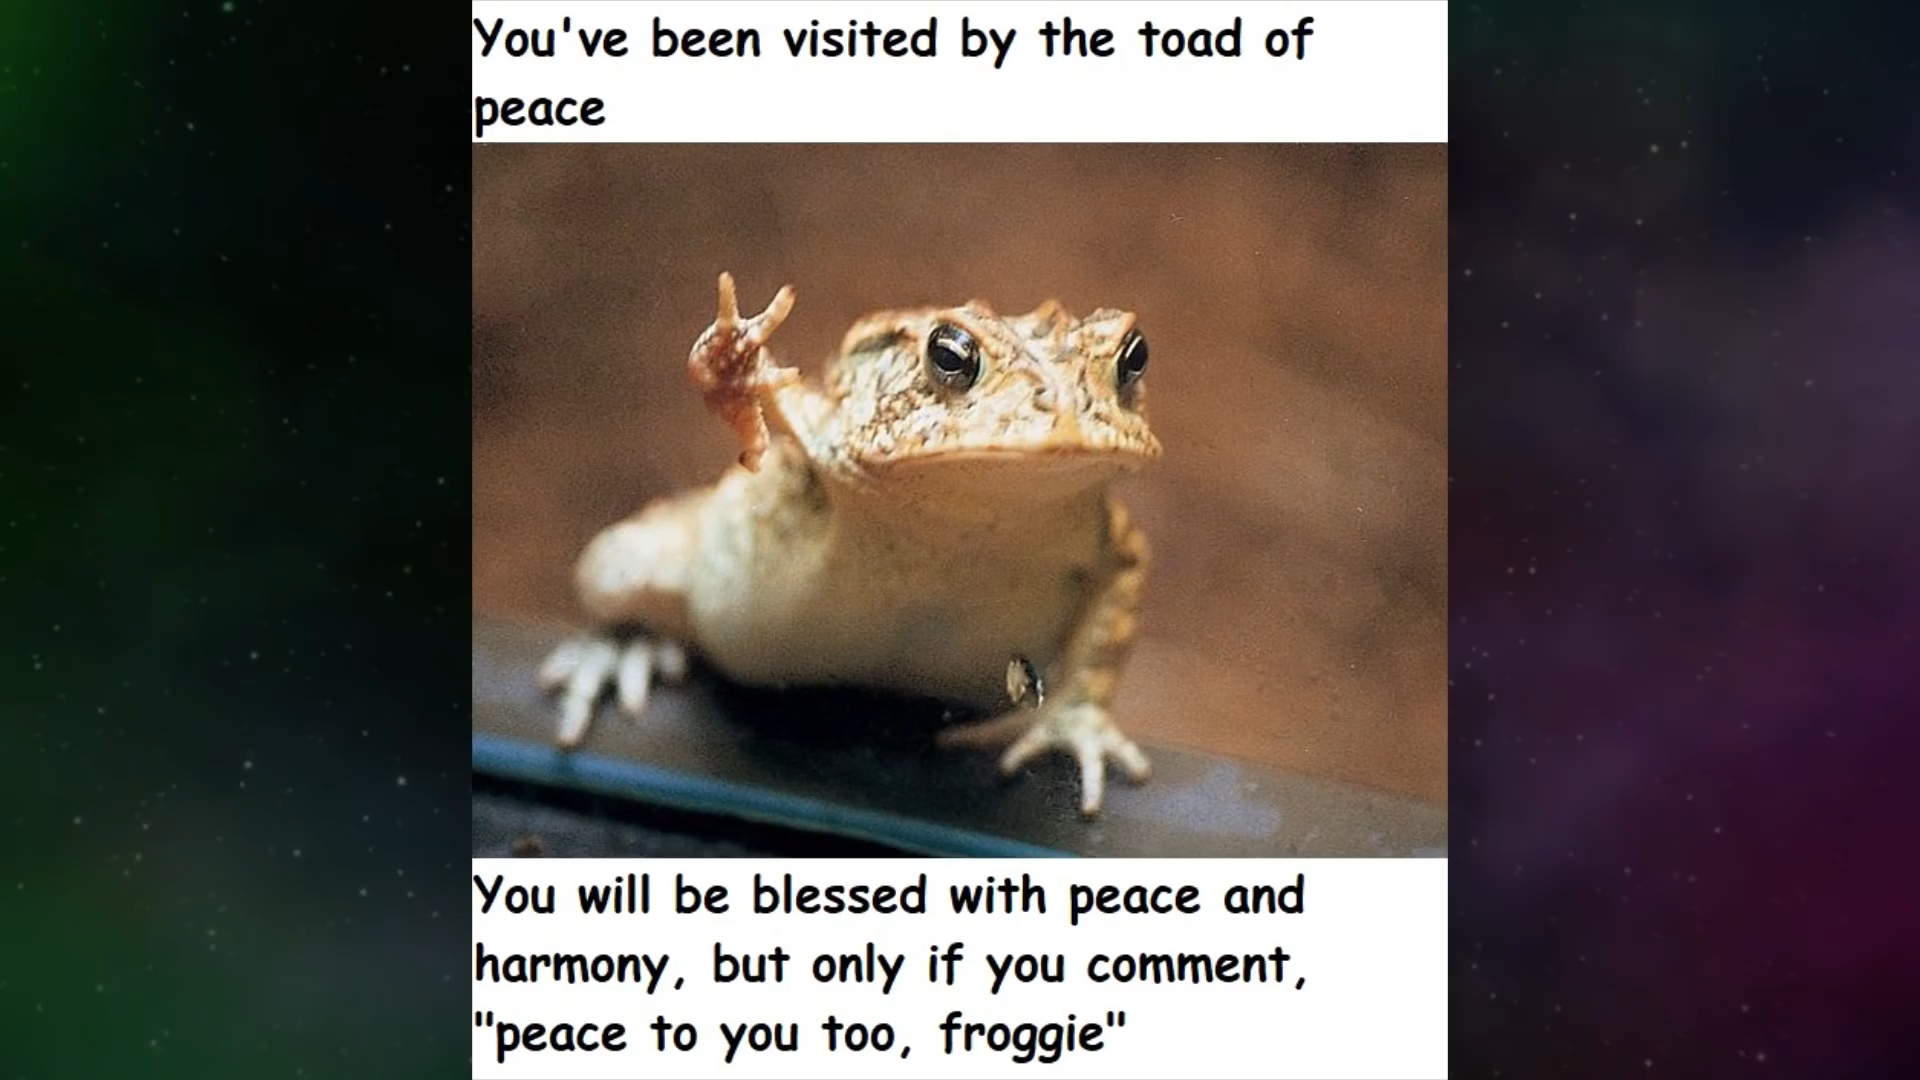 You've been visited by the toad of
peace
You will be blessed with peace and
harmony, but only if you comment,
"peace to you too, froggie"